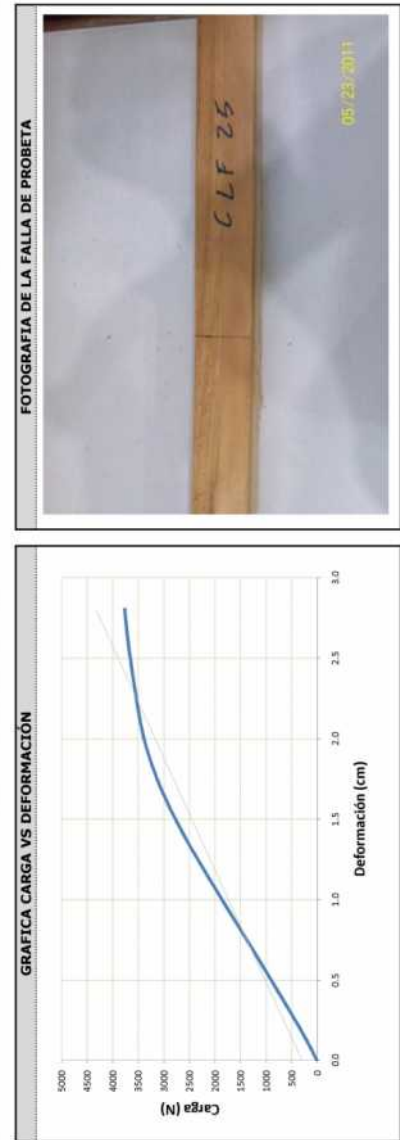 GRAFICA CARGA VS DEFORMACIÓN
Carga (N)
5000
4500
4000
3500
3000
2500
2000
1500
1000
500
0
0.0 0.5 1.0 1.5 2.0 2.5 3.0
Deformación (cm)
FOTOGRAFIA DE LA FALLA DE PROBETA
CLF 25
05/23/2011